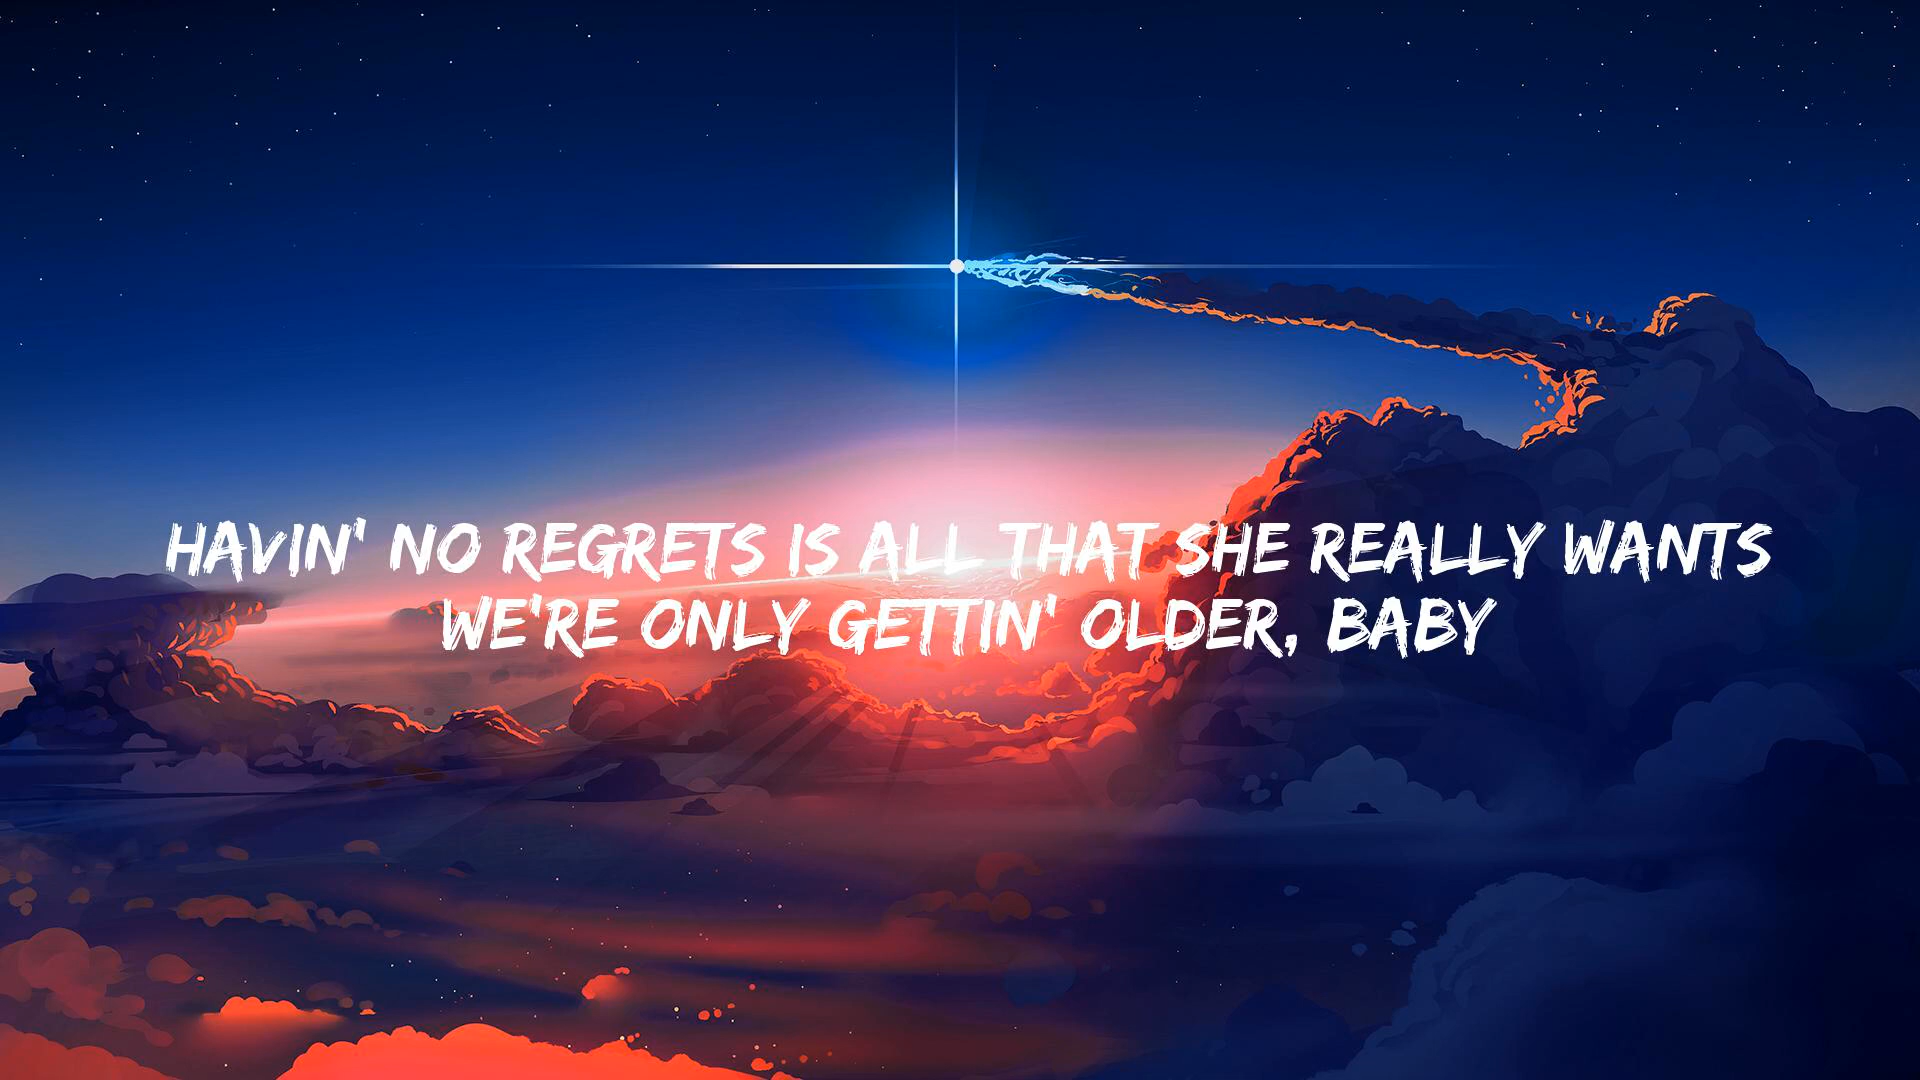 HAVIN' NO REGRETS IS ALL THAT SHE REALLY WANTS
WE'RE ONLY GETTIN' OLDER, BABY